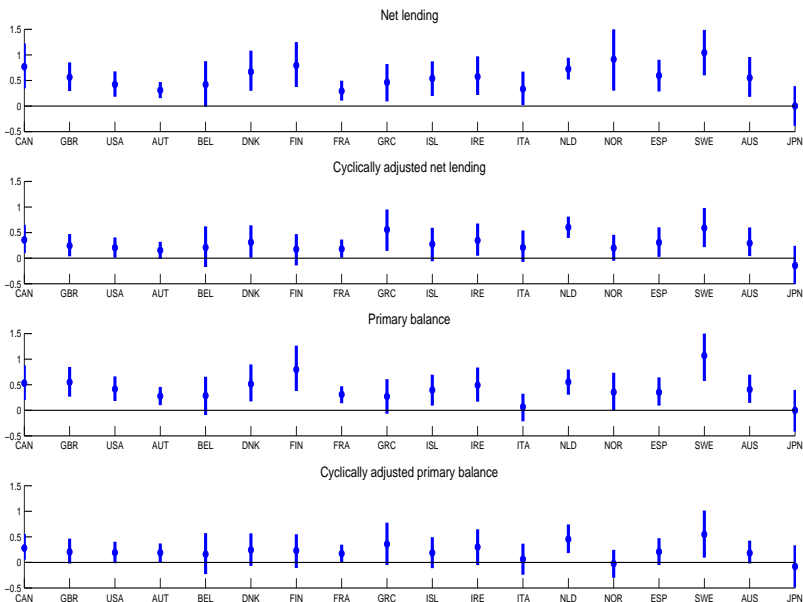 Net lending
1.5
1
0.5
0
−0.5
CAN GBR USA AUT BEL DNK FIN FRA GRC ISL IRE ITA NLD NOR ESP SWE AUS JPN
Cyclically adjusted net lending
1.5
1
0.5
0
−0.5
CAN GBR USA AUT BEL DNK FIN FRA GRC ISL IRE ITA NLD NOR ESP SWE AUS JPN
Primary balance
1.5
1
0.5
0
−0.5
CAN GBR USA AUT BEL DNK FIN FRA GRC ISL IRE ITA NLD NOR ESP SWE AUS JPN
Cyclically adjusted primary balance
1.5
1
0.5
0
−0.5
CAN GBR USA AUT BEL DNK FIN FRA GRC ISL IRE ITA NLD NOR ESP SWE AUS JPN